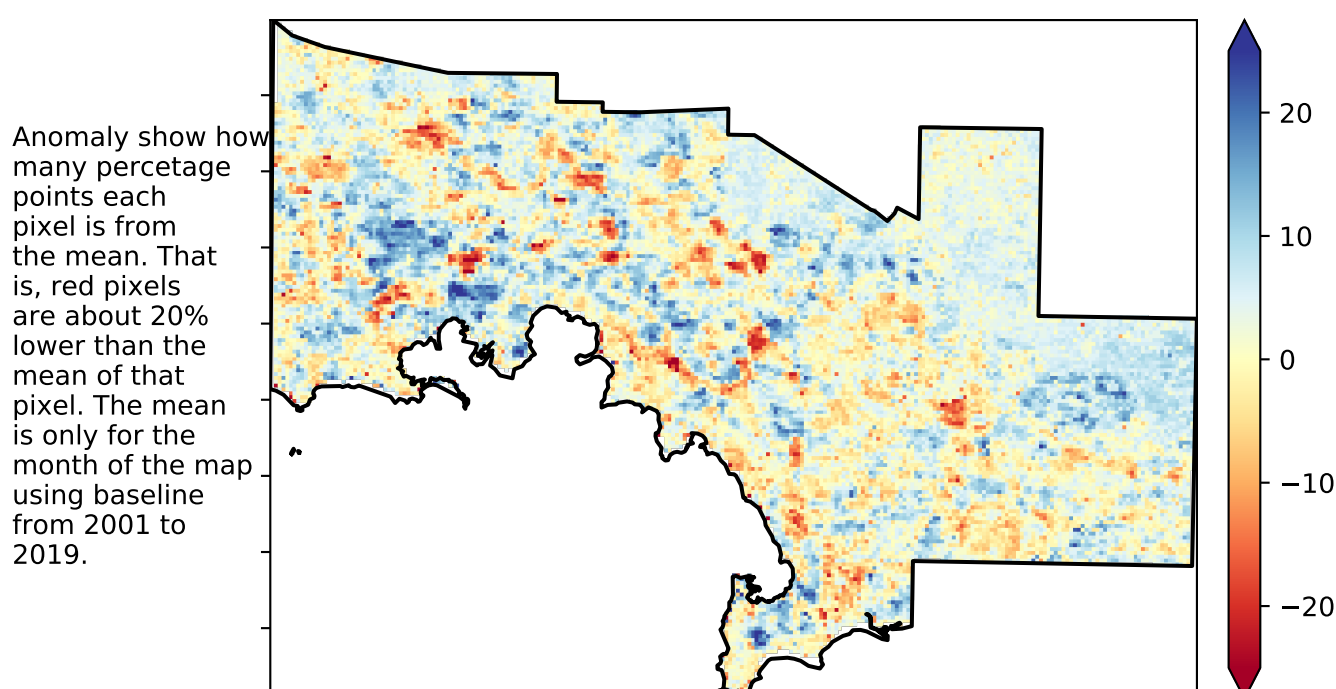 Anomaly show how
many percetage
points each
pixel is from
the mean. That
is, red pixels
are about 20%
lower than the
mean of that
pixel. The mean
is only for the
month of the map
using baseline
from 2001 to
2019.
20
10
0
−10
−20